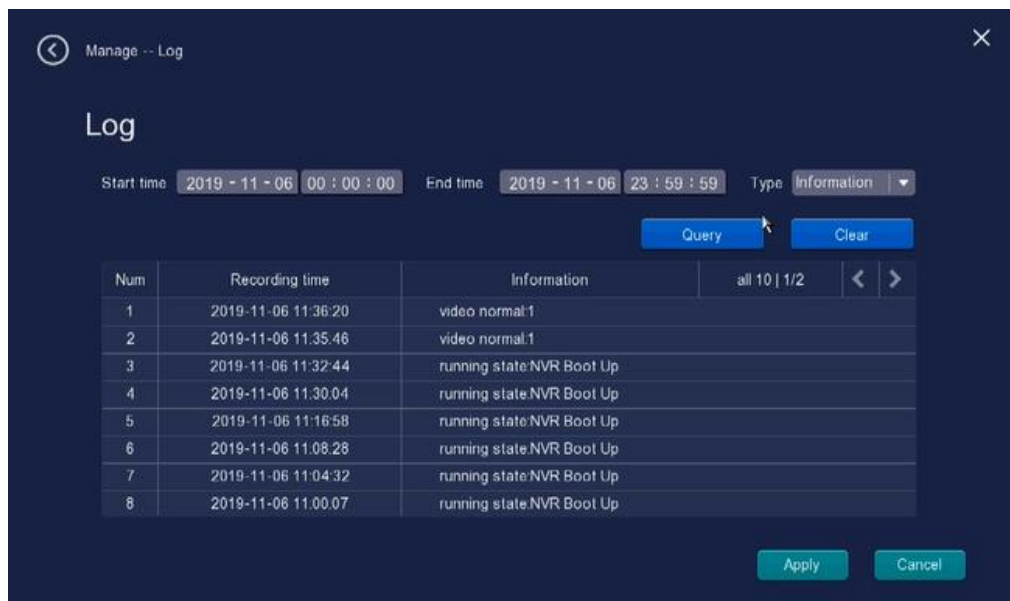 Manage -- Log
Log
Start time 2019 - 11 - 06 00 : 00 : 00 End time 2019 - 11 - 06 23 : 59 : 59 Type Information
Query Clear
Num Recording time Information all 10 | 1/2
1 2019-11-06 11:36:20 video normal:1
2 2019-11-06 11:35:46 video normal:1
3 2019-11-06 11:32:44 running state:NVR Boot Up
4 2019-11-06 11:30:04 running state:NVR Boot Up
5 2019-11-06 11:16:58 running state:NVR Boot Up
6 2019-11-06 11:08:28 running state:NVR Boot Up
7 2019-11-06 11:04:32 running state:NVR Boot Up
8 2019-11-06 11:00:07 running state:NVR Boot Up
Apply Cancel